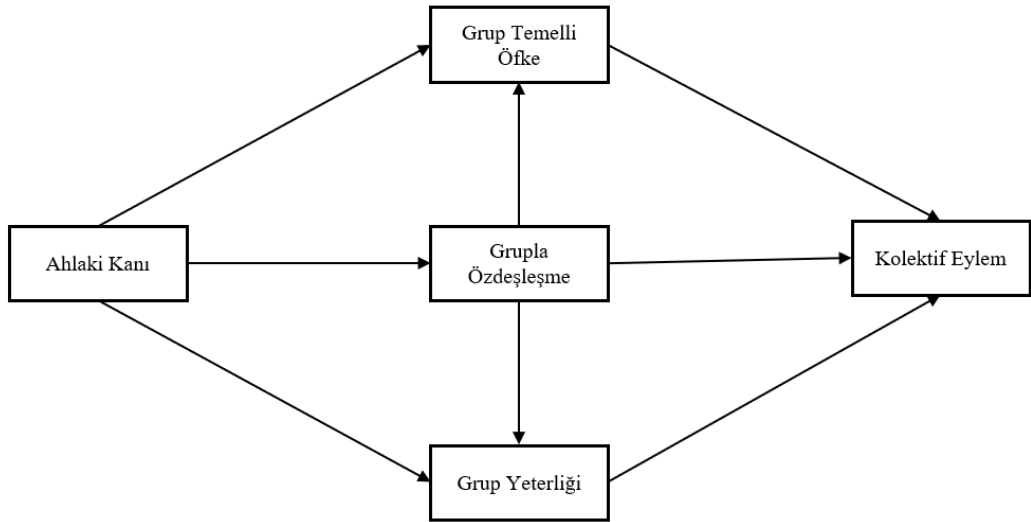 Grup Temelli
Öfke
Ahlaki Kanı
Grupla
Özdeşleşme
Kolektif Eylem
Grup Yeterliği